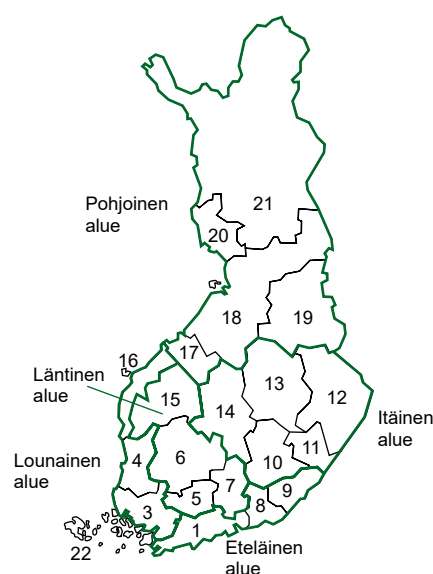 21
Pohjoinen
alue
20
18
19
17
16
Läntinen
alue
15
13
12
14
Itäinen
alue
11
Lounainen
alue
4
6
10
7
9
5
8
3
1
22
Eteläinen
alue